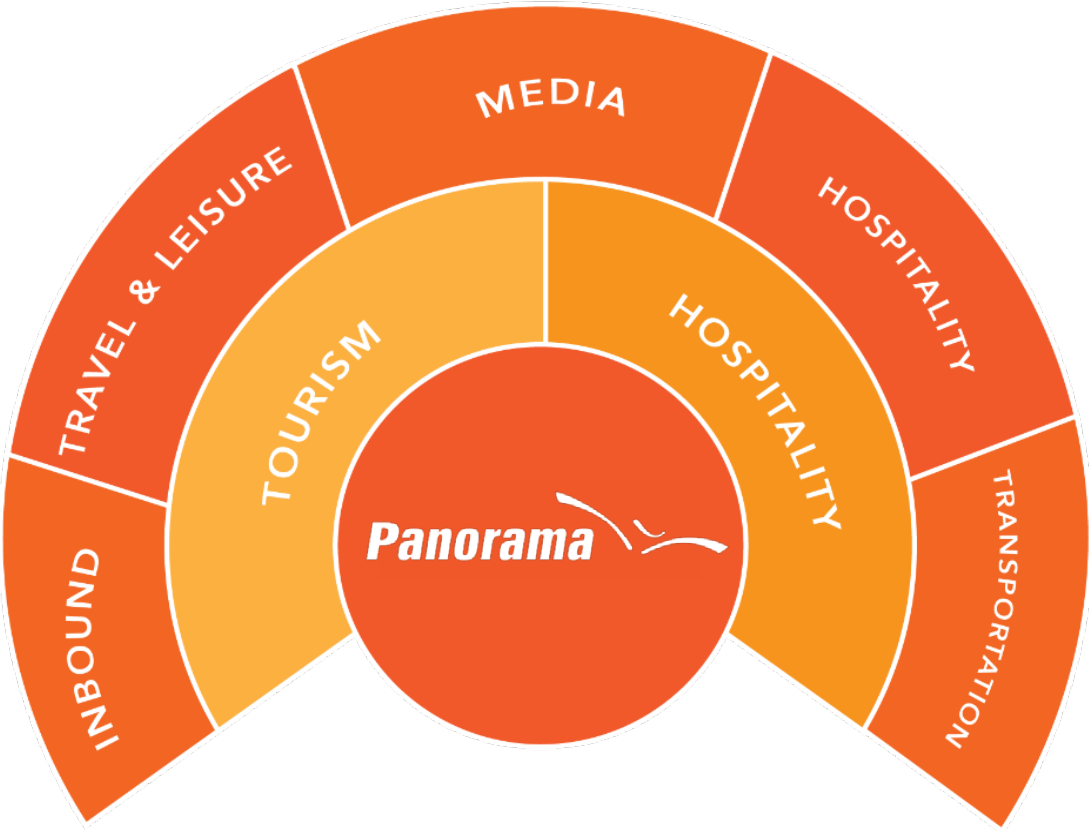 MEDIA
TRAVEL & LEISURE
HOSPITALITY
INBOUND
TRANSPORTATION
TOURISM
HOSPITALITY
Panorama